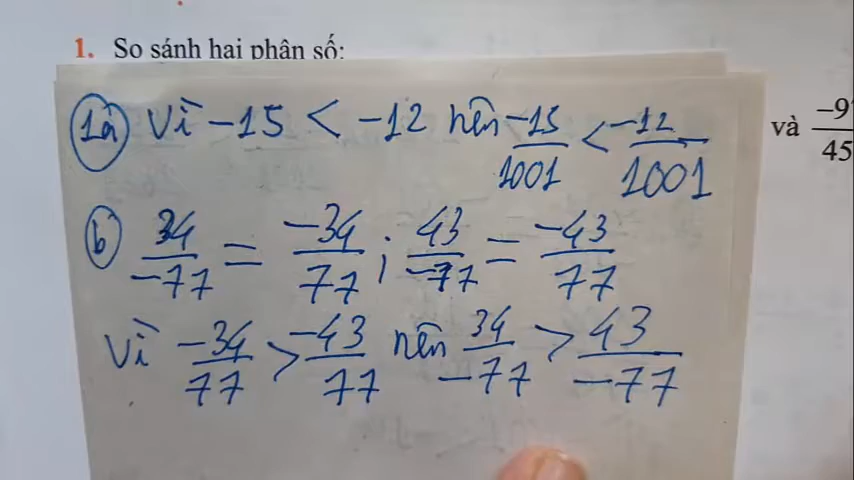 1. So sánh hai phân số:
1a) Vì -15 < -12 nên -15/1001 < -12/1001
và -9/45
b) 34/-77 = -34/77 ; 43/-77 = -43/77
Vì -34/77 > -43/77 nên 34/-77 > 43/-77